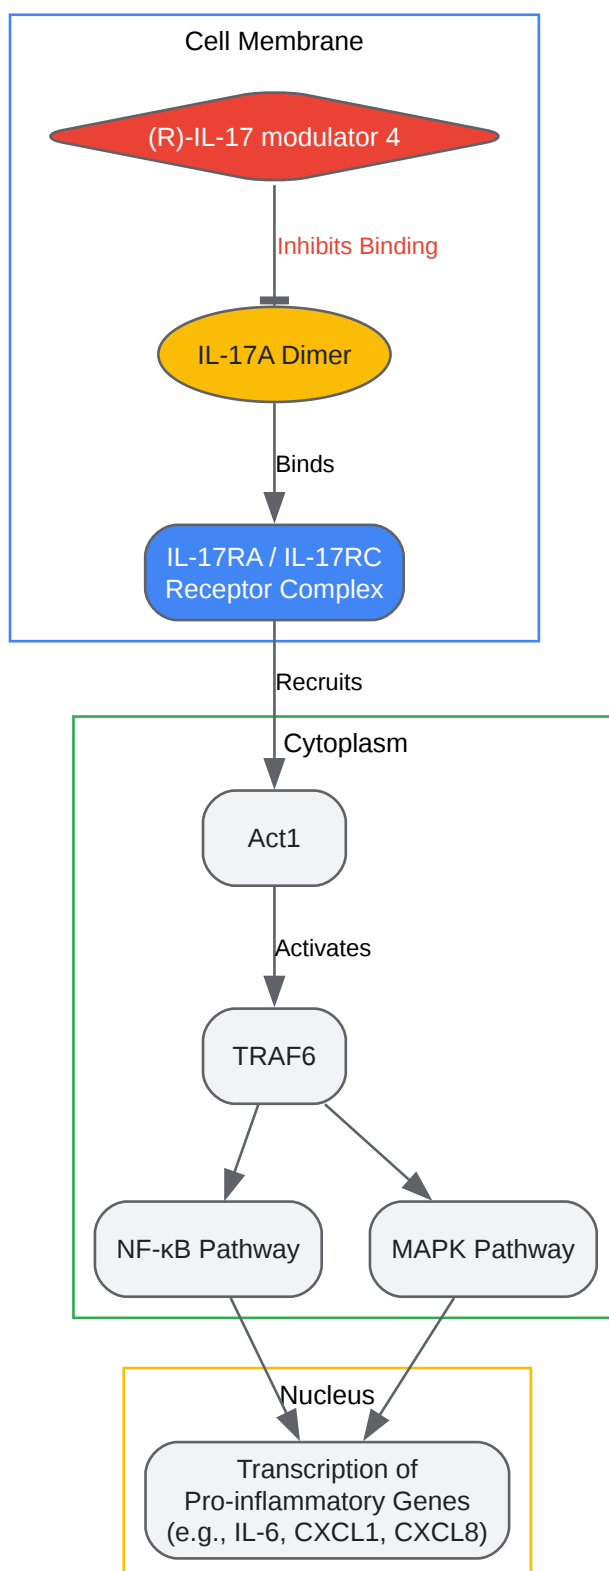 Cell Membrane
(R)-IL-17 modulator 4
Inhibits Binding
IL-17A Dimer
Binds
IL-17RA / IL-17RC
Receptor Complex
Recruits
Cytoplasm
Act1
Activates
TRAF6
NF-κB Pathway
MAPK Pathway
Nucleus
Transcription of
Pro-inflammatory Genes
(e.g., IL-6, CXCL1, CXCL8)